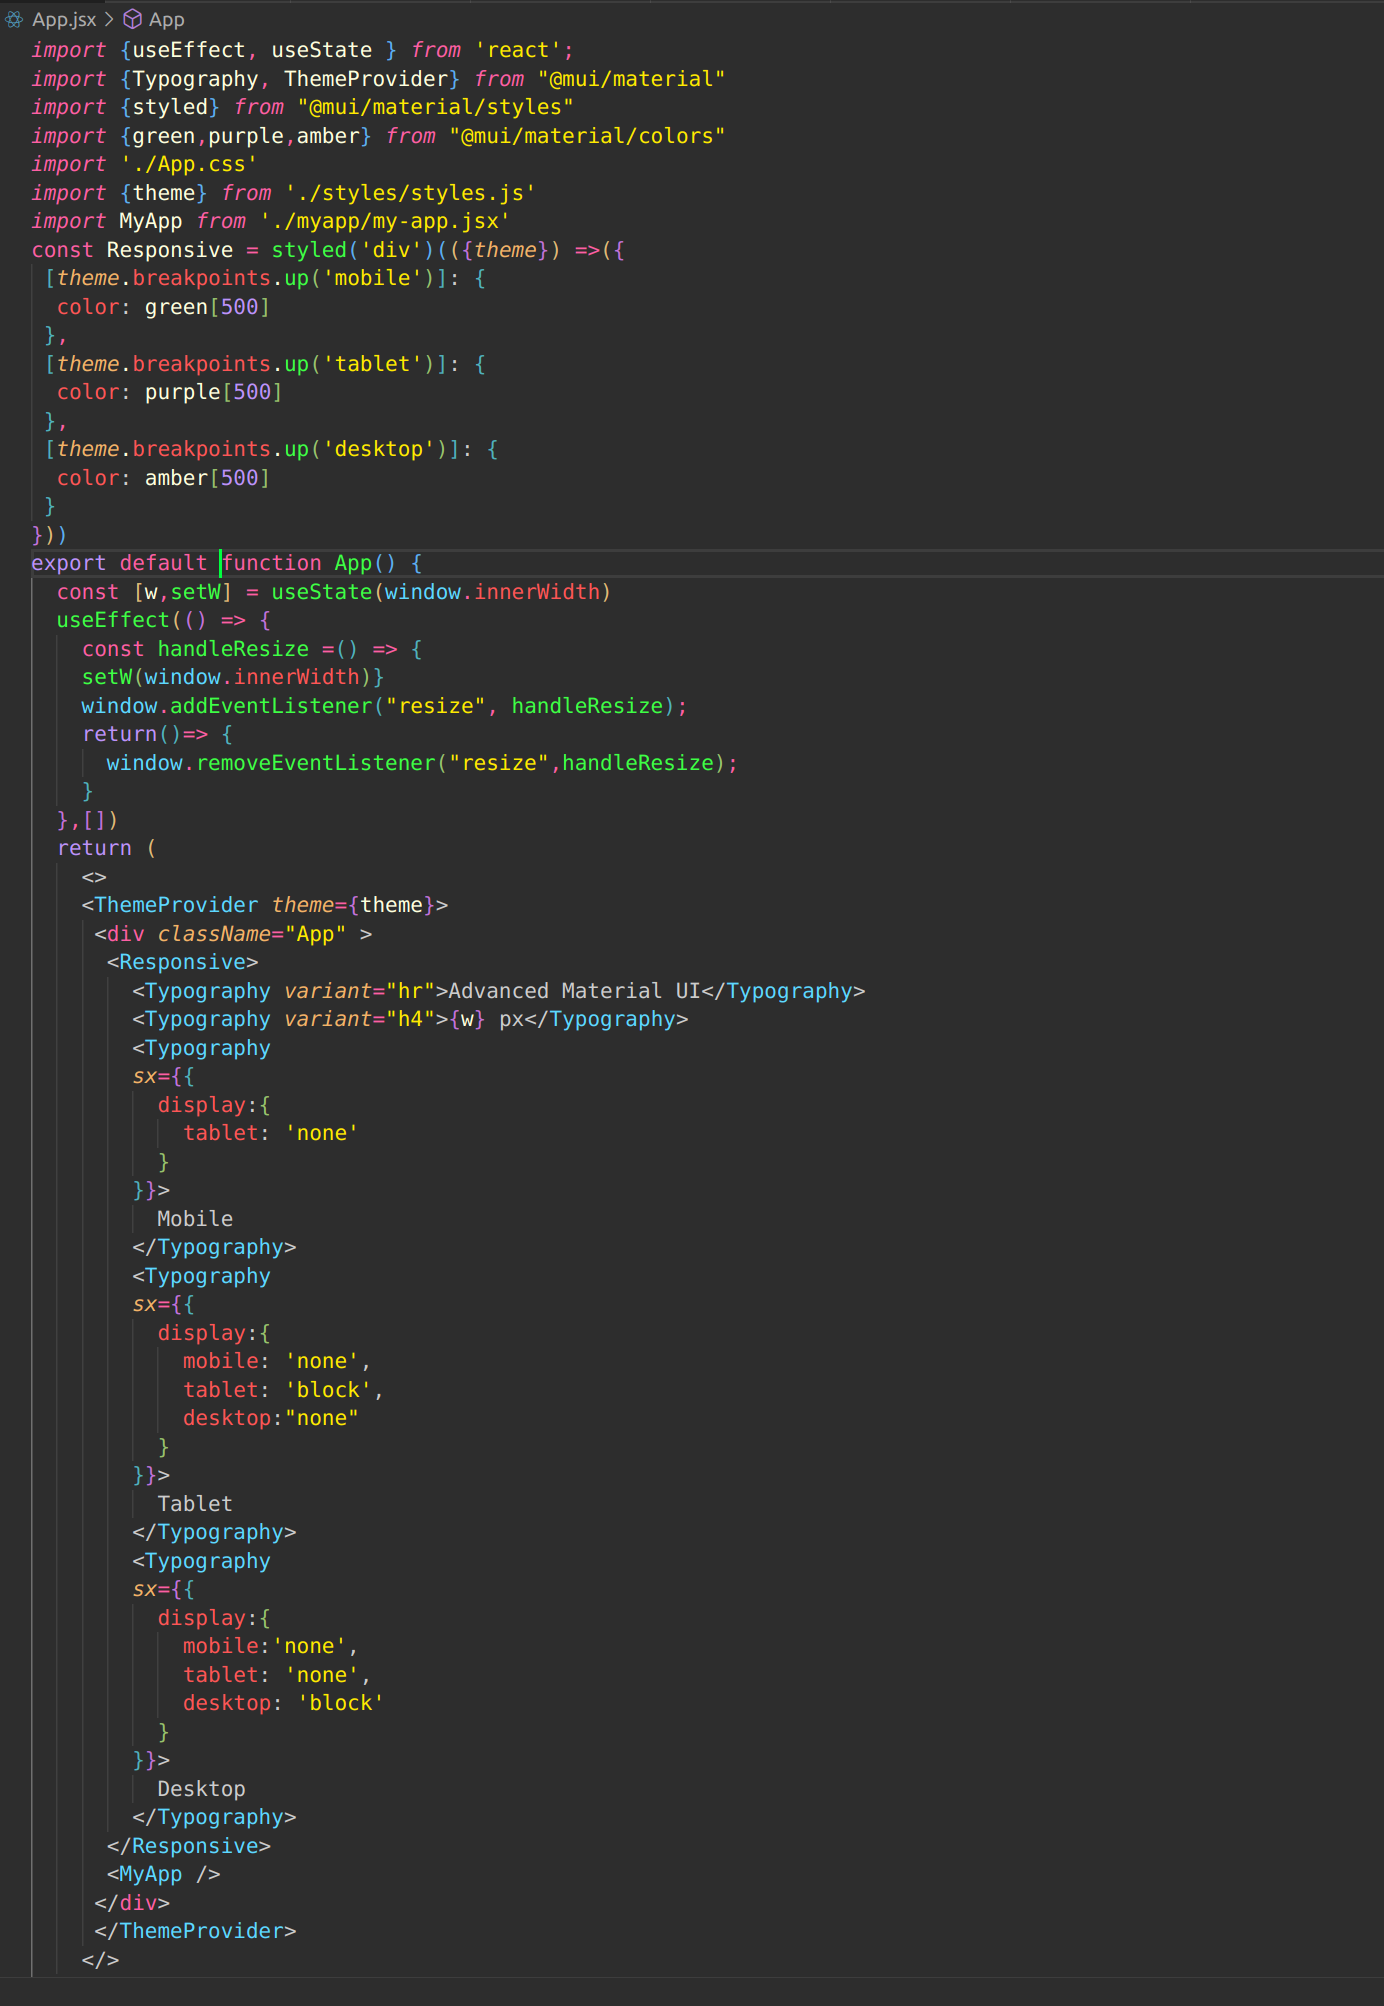 App.jsx > App
import {useEffect, useState } from 'react';
import {Typography, ThemeProvider} from "@mui/material"
import {styled} from "@mui/material/styles"
import {green,purple,amber} from "@mui/material/colors"
import './App.css'
import {theme} from './styles/styles.js'
import MyApp from './myapp/my-app.jsx'
const Responsive = styled('div')(({theme}) =>({
 [theme.breakpoints.up('mobile')]: {
  color: green[500]
 },
 [theme.breakpoints.up('tablet')]: {
  color: purple[500]
 },
 [theme.breakpoints.up('desktop')]: {
  color: amber[500]
 }
}))
export default function App() {
  const [w,setW] = useState(window.innerWidth)
  useEffect(() => {
    const handleResize =() => {
    setW(window.innerWidth)}
    window.addEventListener("resize", handleResize);
    return()=> {
      window.removeEventListener("resize",handleResize);
    }
  },[])
  return (
    <>
    <ThemeProvider theme={theme}>
     <div className="App" >
      <Responsive>
        <Typography variant="hr">Advanced Material UI</Typography>
        <Typography variant="h4">{w} px</Typography>
        <Typography
        sx={{
          display:{
            tablet: 'none'
          }
        }}>
          Mobile
        </Typography>
        <Typography
        sx={{
          display:{
            mobile: 'none',
            tablet: 'block',
            desktop:"none"
          }
        }}>
          Tablet
        </Typography>
        <Typography
        sx={{
          display:{
            mobile:'none',
            tablet: 'none',
            desktop: 'block'
          }
        }}>
          Desktop
        </Typography>
      </Responsive>
      <MyApp />
     </div>
     </ThemeProvider>
    </>